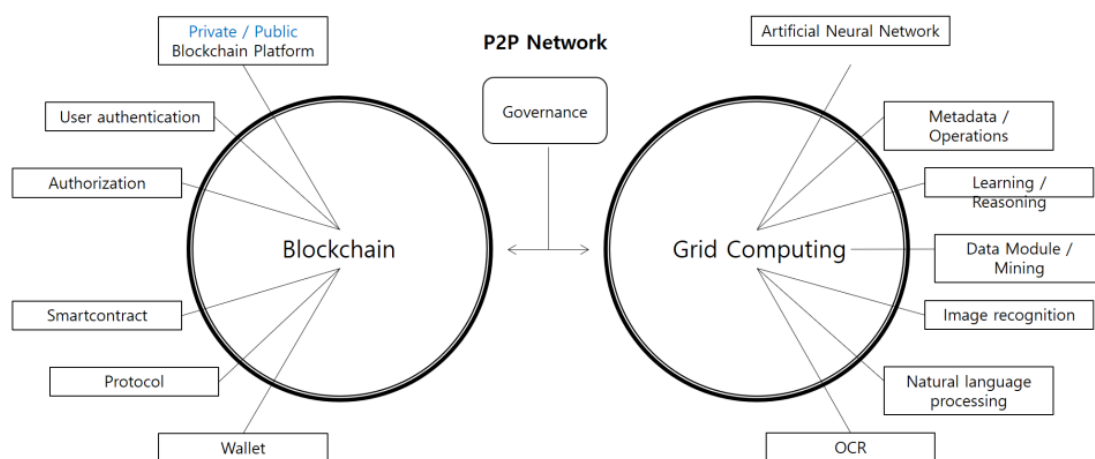 Private / Public
Blockchain Platform
User authentication
Authorization
Blockchain
Smartcontract
Protocol
Wallet
P2P Network
Governance
Artificial Neural Network
Metadata /
Operations
Learning /
Reasoning
Grid Computing
Data Module /
Mining
Image recognition
Natural language
processing
OCR